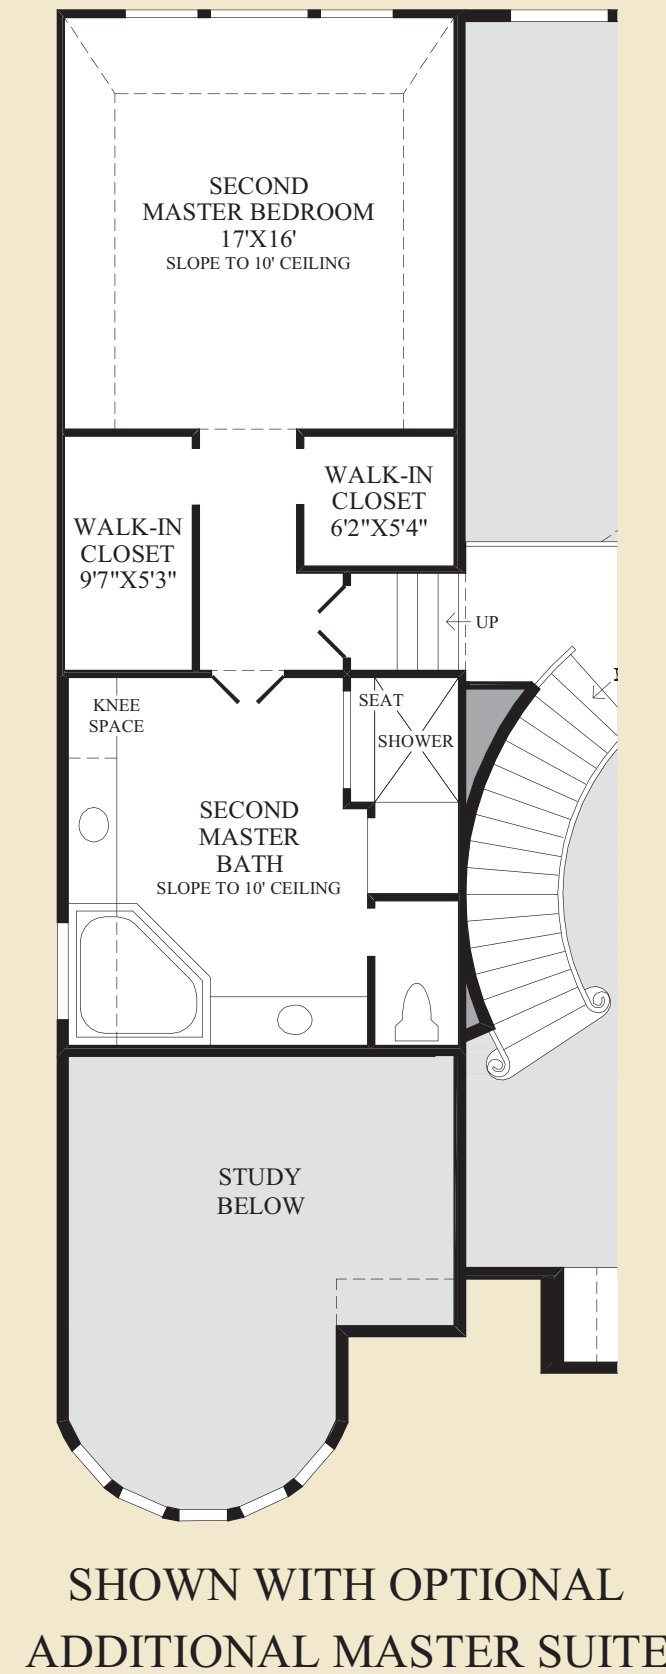 SECOND
MASTER BEDROOM
17'X16'
SLOPE TO 10' CEILING
WALK-IN
CLOSET
6'2"X5'4"
WALK-IN
CLOSET
9'7"X5'3"
UP
KNEE
SPACE
SEAT
SHOWER
SECOND
MASTER
BATH
SLOPE TO 10' CEILING
STUDY
BELOW
SHOWN WITH OPTIONAL
ADDITIONAL MASTER SUITE